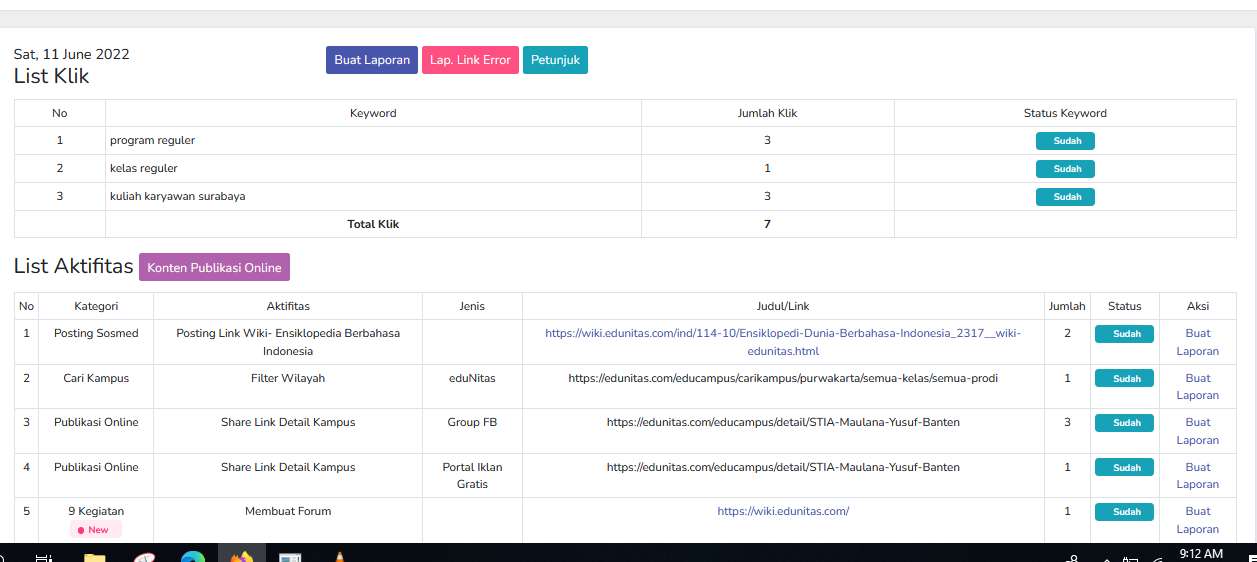 Sat, 11 June 2022
List Klik
Buat Laporan Lap. Link Error Petunjuk
No Keyword Jumlah Klik Status Keyword
1 program reguler 3 Sudah
2 kelas reguler 1 Sudah
3 kuliah karyawan surabaya 3 Sudah
Total Klik 7
List Aktifitas Konten Publikasi Online
No Kategori Aktifitas Jenis Judul/Link Jumlah Status Aksi
1 Posting Sosmed Posting Link Wiki- Ensiklopedia Berbahasa https://wiki.edunitas.com/ind/114-10/Ensiklopedi-Dunia-Berbahasa-Indonesia_2317__wiki- 2 Sudah Buat
Indonesia edunitas.html Laporan
2 Cari Kampus Filter Wilayah eduNitas https://edunitas.com/educampus/carikampus/purwakarta/semua-kelas/semua-prodi 1 Sudah Buat
Laporan
3 Publikasi Online Share Link Detail Kampus Group FB https://edunitas.com/educampus/detail/STIA-Maulana-Yusuf-Banten 3 Sudah Buat
Laporan
4 Publikasi Online Share Link Detail Kampus Portal Iklan https://edunitas.com/educampus/detail/STIA-Maulana-Yusuf-Banten 1 Sudah Buat
Gratis Laporan
5 9 Kegiatan Membuat Forum https://wiki.edunitas.com/ 1 Sudah Buat
New Laporan
9:12 AM